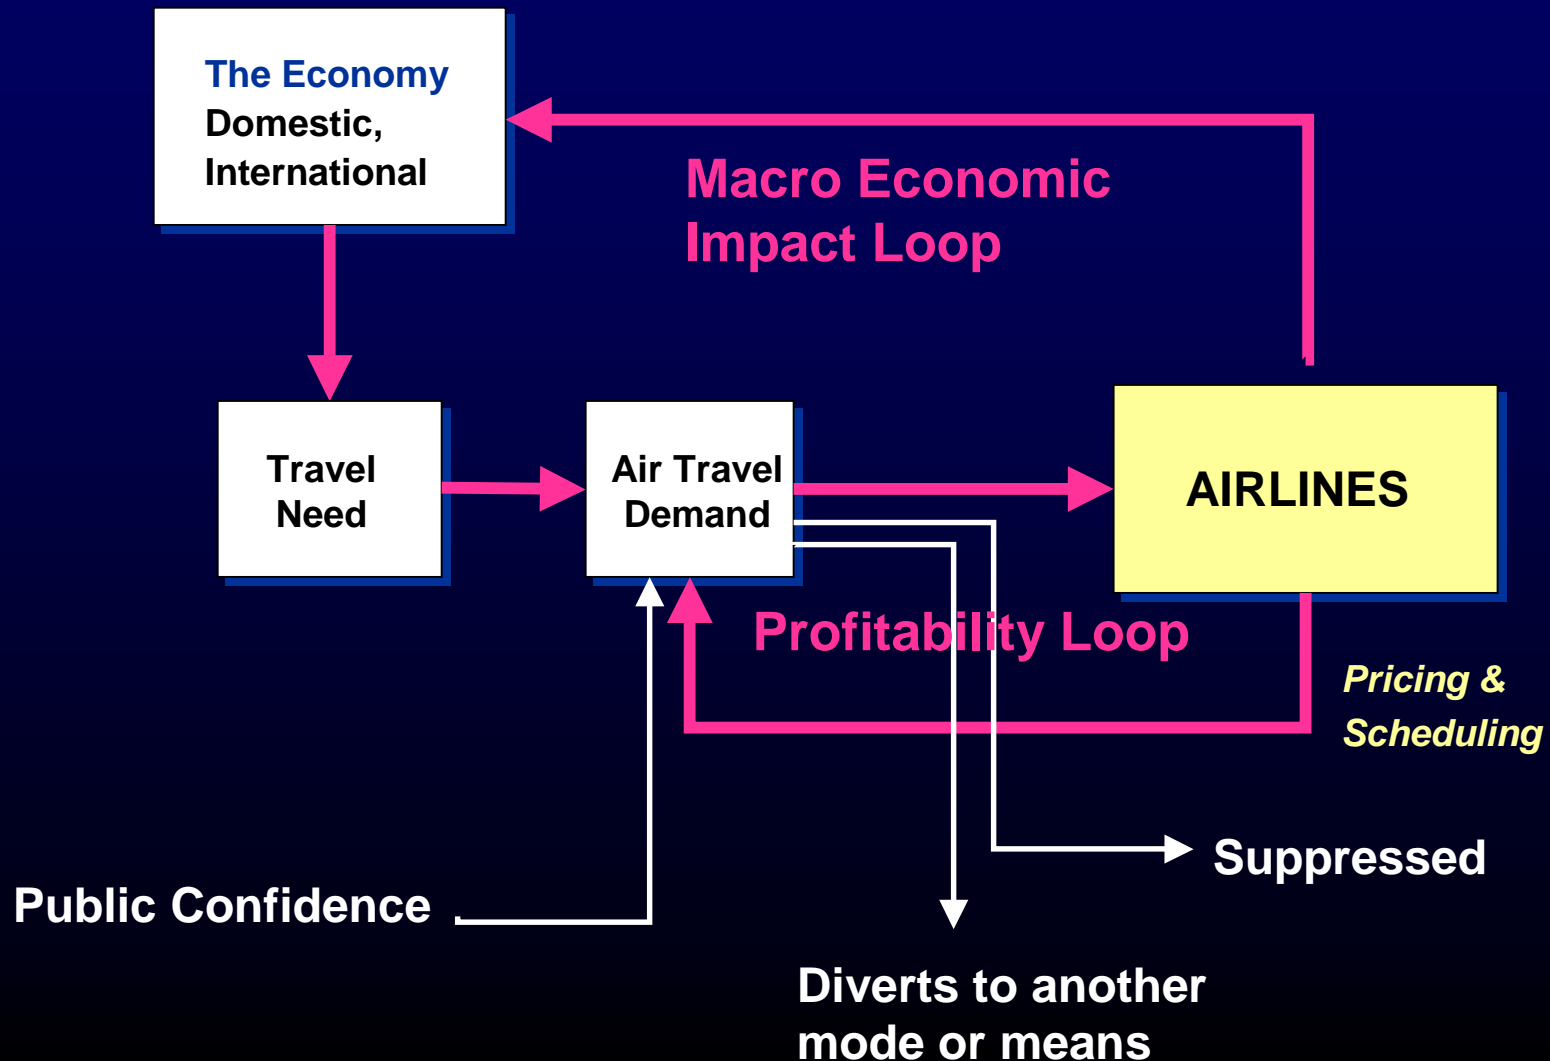 The Economy
Domestic,
International
Macro Economic
Impact Loop
Travel
Need
Air Travel
Demand
AIRLINES
Profitability Loop
Pricing &
Scheduling
Suppressed
Public Confidence
Diverts to another
mode or means